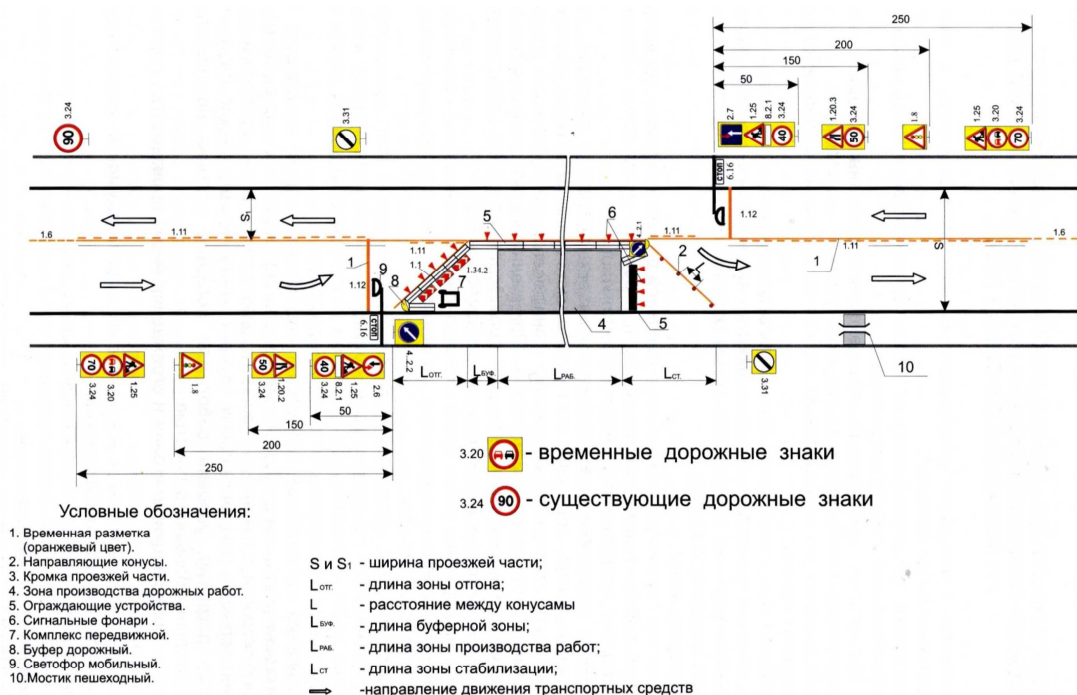 250
200
150
50
3.24
90
3.31
2.7
1.25
8.2.1
3.24
40
1.20.3
3.24
50
1.8
1.25
3.20
3.24
70
СТОП
6.16
S₁
S
1.6
1.11
1.11
5
6
4.2.1
1.11
2
1.12
1.11
1.6
1
1
1.12
9
8
1.1
1.34.2
7
4
5
СТОП
6.16
4.2.2
Lотг.
Lбуф.
Lраб.
Lст.
3.31
10
70
3.24
3.20
1.25
1.8
50
3.24
1.20.2
40
3.24
8.2.1
1.25
2.6
50
150
200
250
3.20 - временные дорожные знаки
3.24 90 - существующие дорожные знаки
Условные обозначения:
1. Временная разметка
(оранжевый цвет).
2. Направляющие конусы.
3. Кромка проезжей части.
4. Зона производства дорожных работ.
5. Ограждающие устройства.
6. Сигнальные фонари .
7. Комплекс передвижной.
8. Буфер дорожный.
9. Светофор мобильный.
10.Мостик пешеходный.
S и S₁ - ширина проезжей части;
Lотг. - длина зоны отгона;
L - расстояние между конусами
Lбуф. - длина буферной зоны;
Lраб. - длина зоны производства работ;
Lст - длина зоны стабилизации;
-направление движения транспортных средств